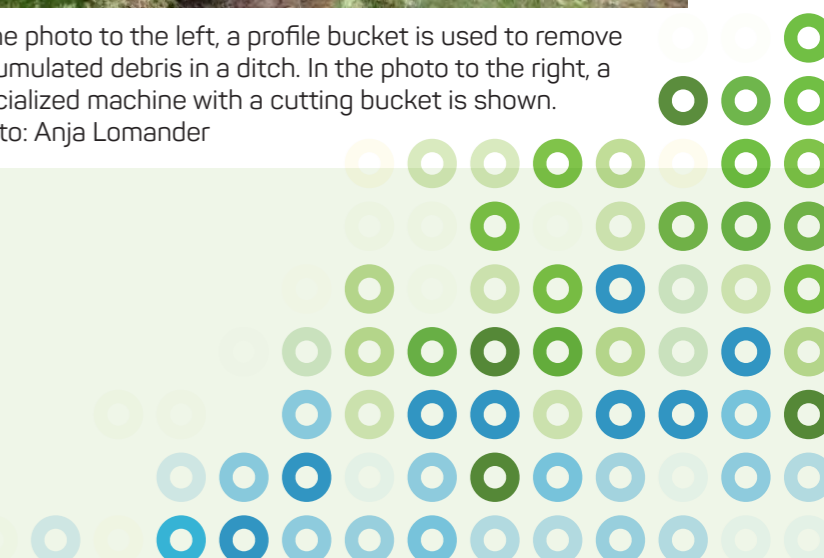 ne photo to the left, a profile bucket is used to remove
umulated debris in a ditch. In the photo to the right, a
cialized machine with a cutting bucket is shown.
to: Anja Lomander